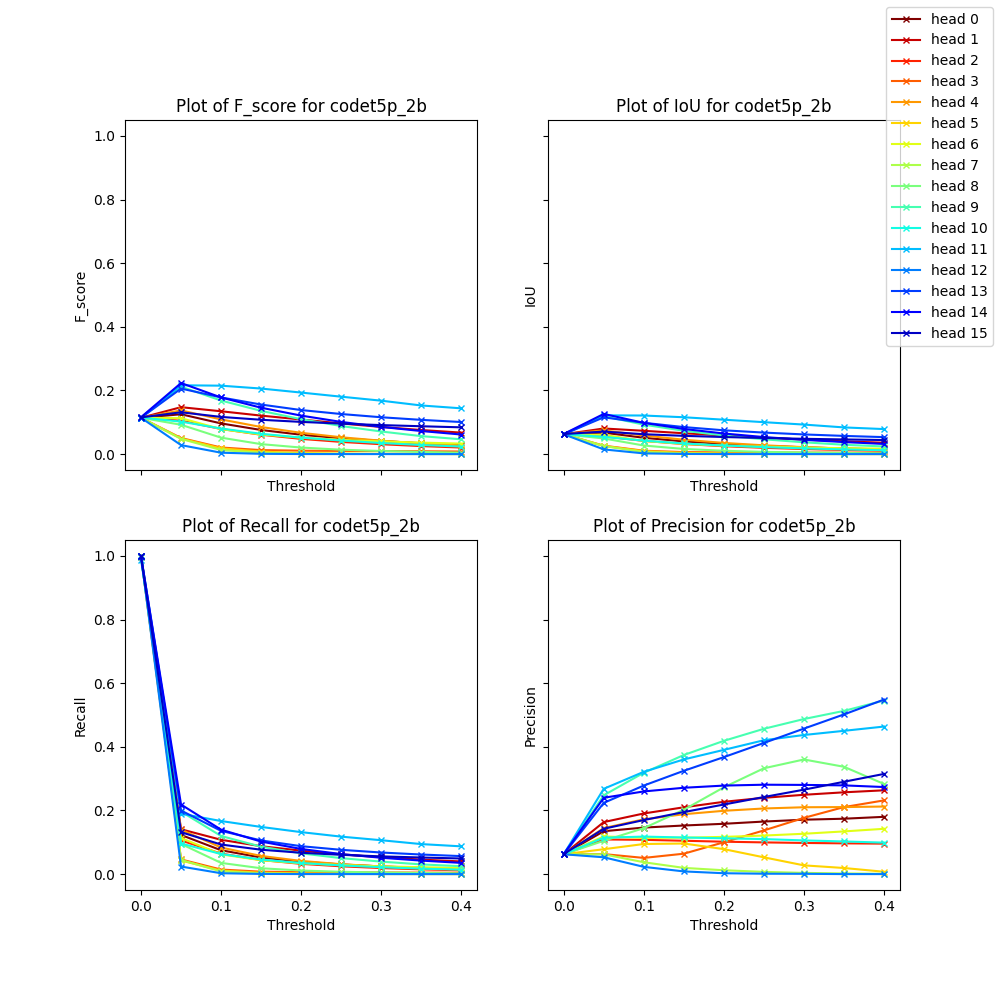 head 0
head 1
head 2
head 3
head 4
head 5
head 6
head 7
head 8
head 9
head 10
head 11
head 12
head 13
head 14
head 15
Plot of F_score for codet5p_2b
1.0
0.8
0.6
0.4
0.2
0.0
F_score
Threshold
Plot of IoU for codet5p_2b
IoU
Threshold
Plot of Recall for codet5p_2b
1.0
0.8
0.6
0.4
0.2
0.0
Recall
0.0 0.1 0.2 0.3 0.4
Threshold
Plot of Precision for codet5p_2b
Precision
0.0 0.1 0.2 0.3 0.4
Threshold